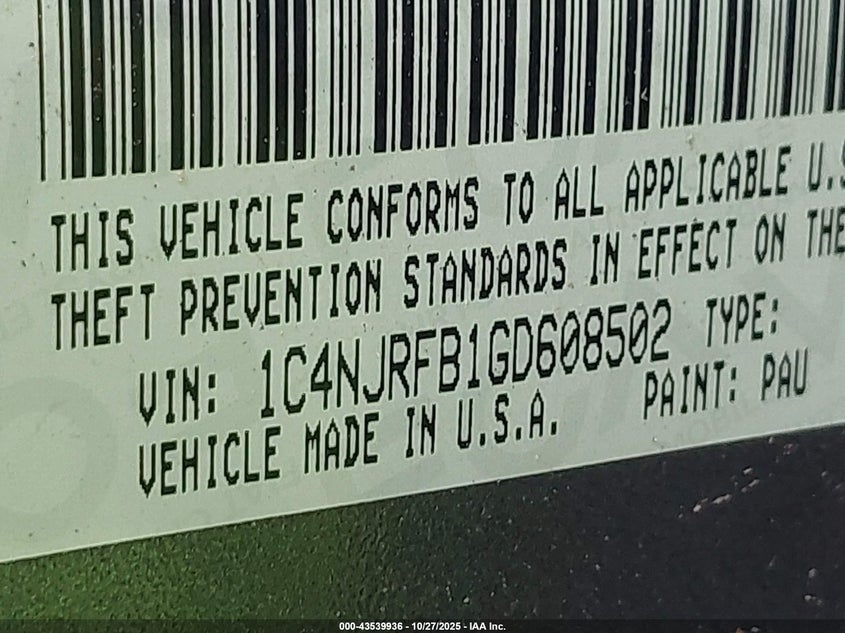 THIS VEHICLE CONFORMS TO ALL APPLICABLE U.S
THEFT PREVENTION STANDARDS IN EFFECT ON THE
VIN: 1C4NJRFB1GD608502 TYPE:
VEHICLE MADE IN U.S.A. PAINT: PAU
000-43539936 - 10/27/2025 - IAA Inc.